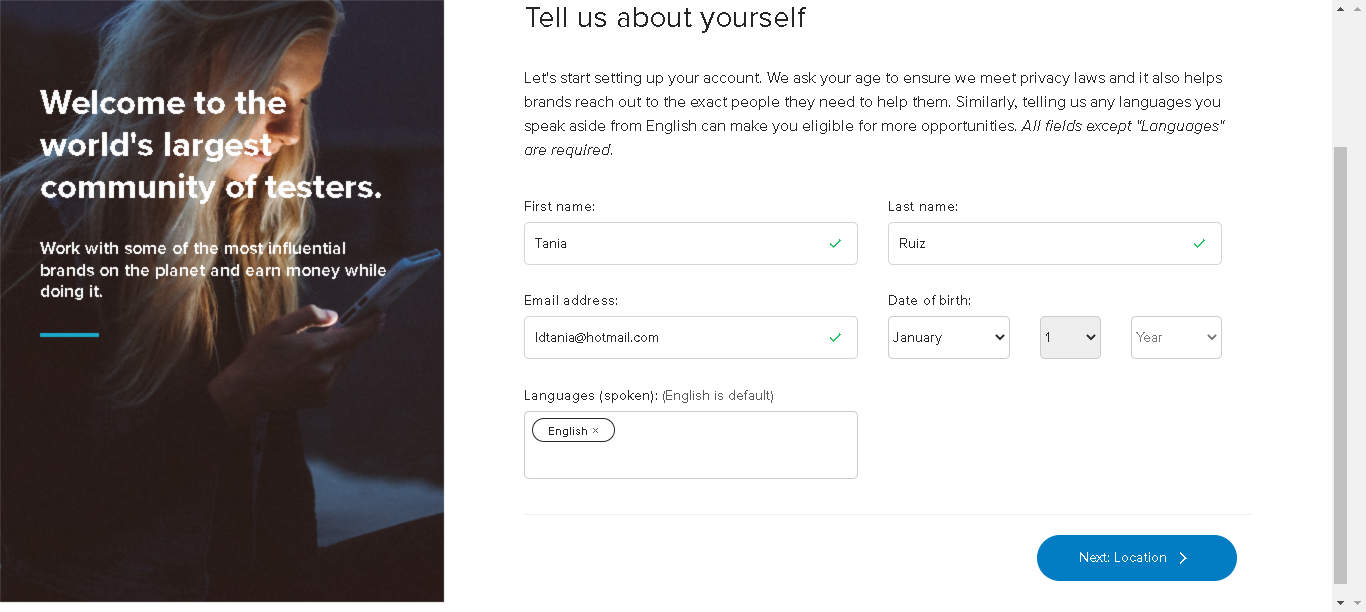 Welcome to the
world's largest
community of testers.
Work with some of the most influential
brands on the planet and earn money while
doing it.
Tell us about yourself
Let's start setting up your account. We ask your age to ensure we meet privacy laws and it also helps
brands reach out to the exact people they need to help them. Similarly, telling us any languages you
speak aside from English can make you eligible for more opportunities. All fields except "Languages"
are required.
First name:
Last name:
Tania
Ruiz
Email address:
Date of birth:
ldtania@hotmail.com
January
1
Year
Languages (spoken): (English is default)
English ×
Next: Location